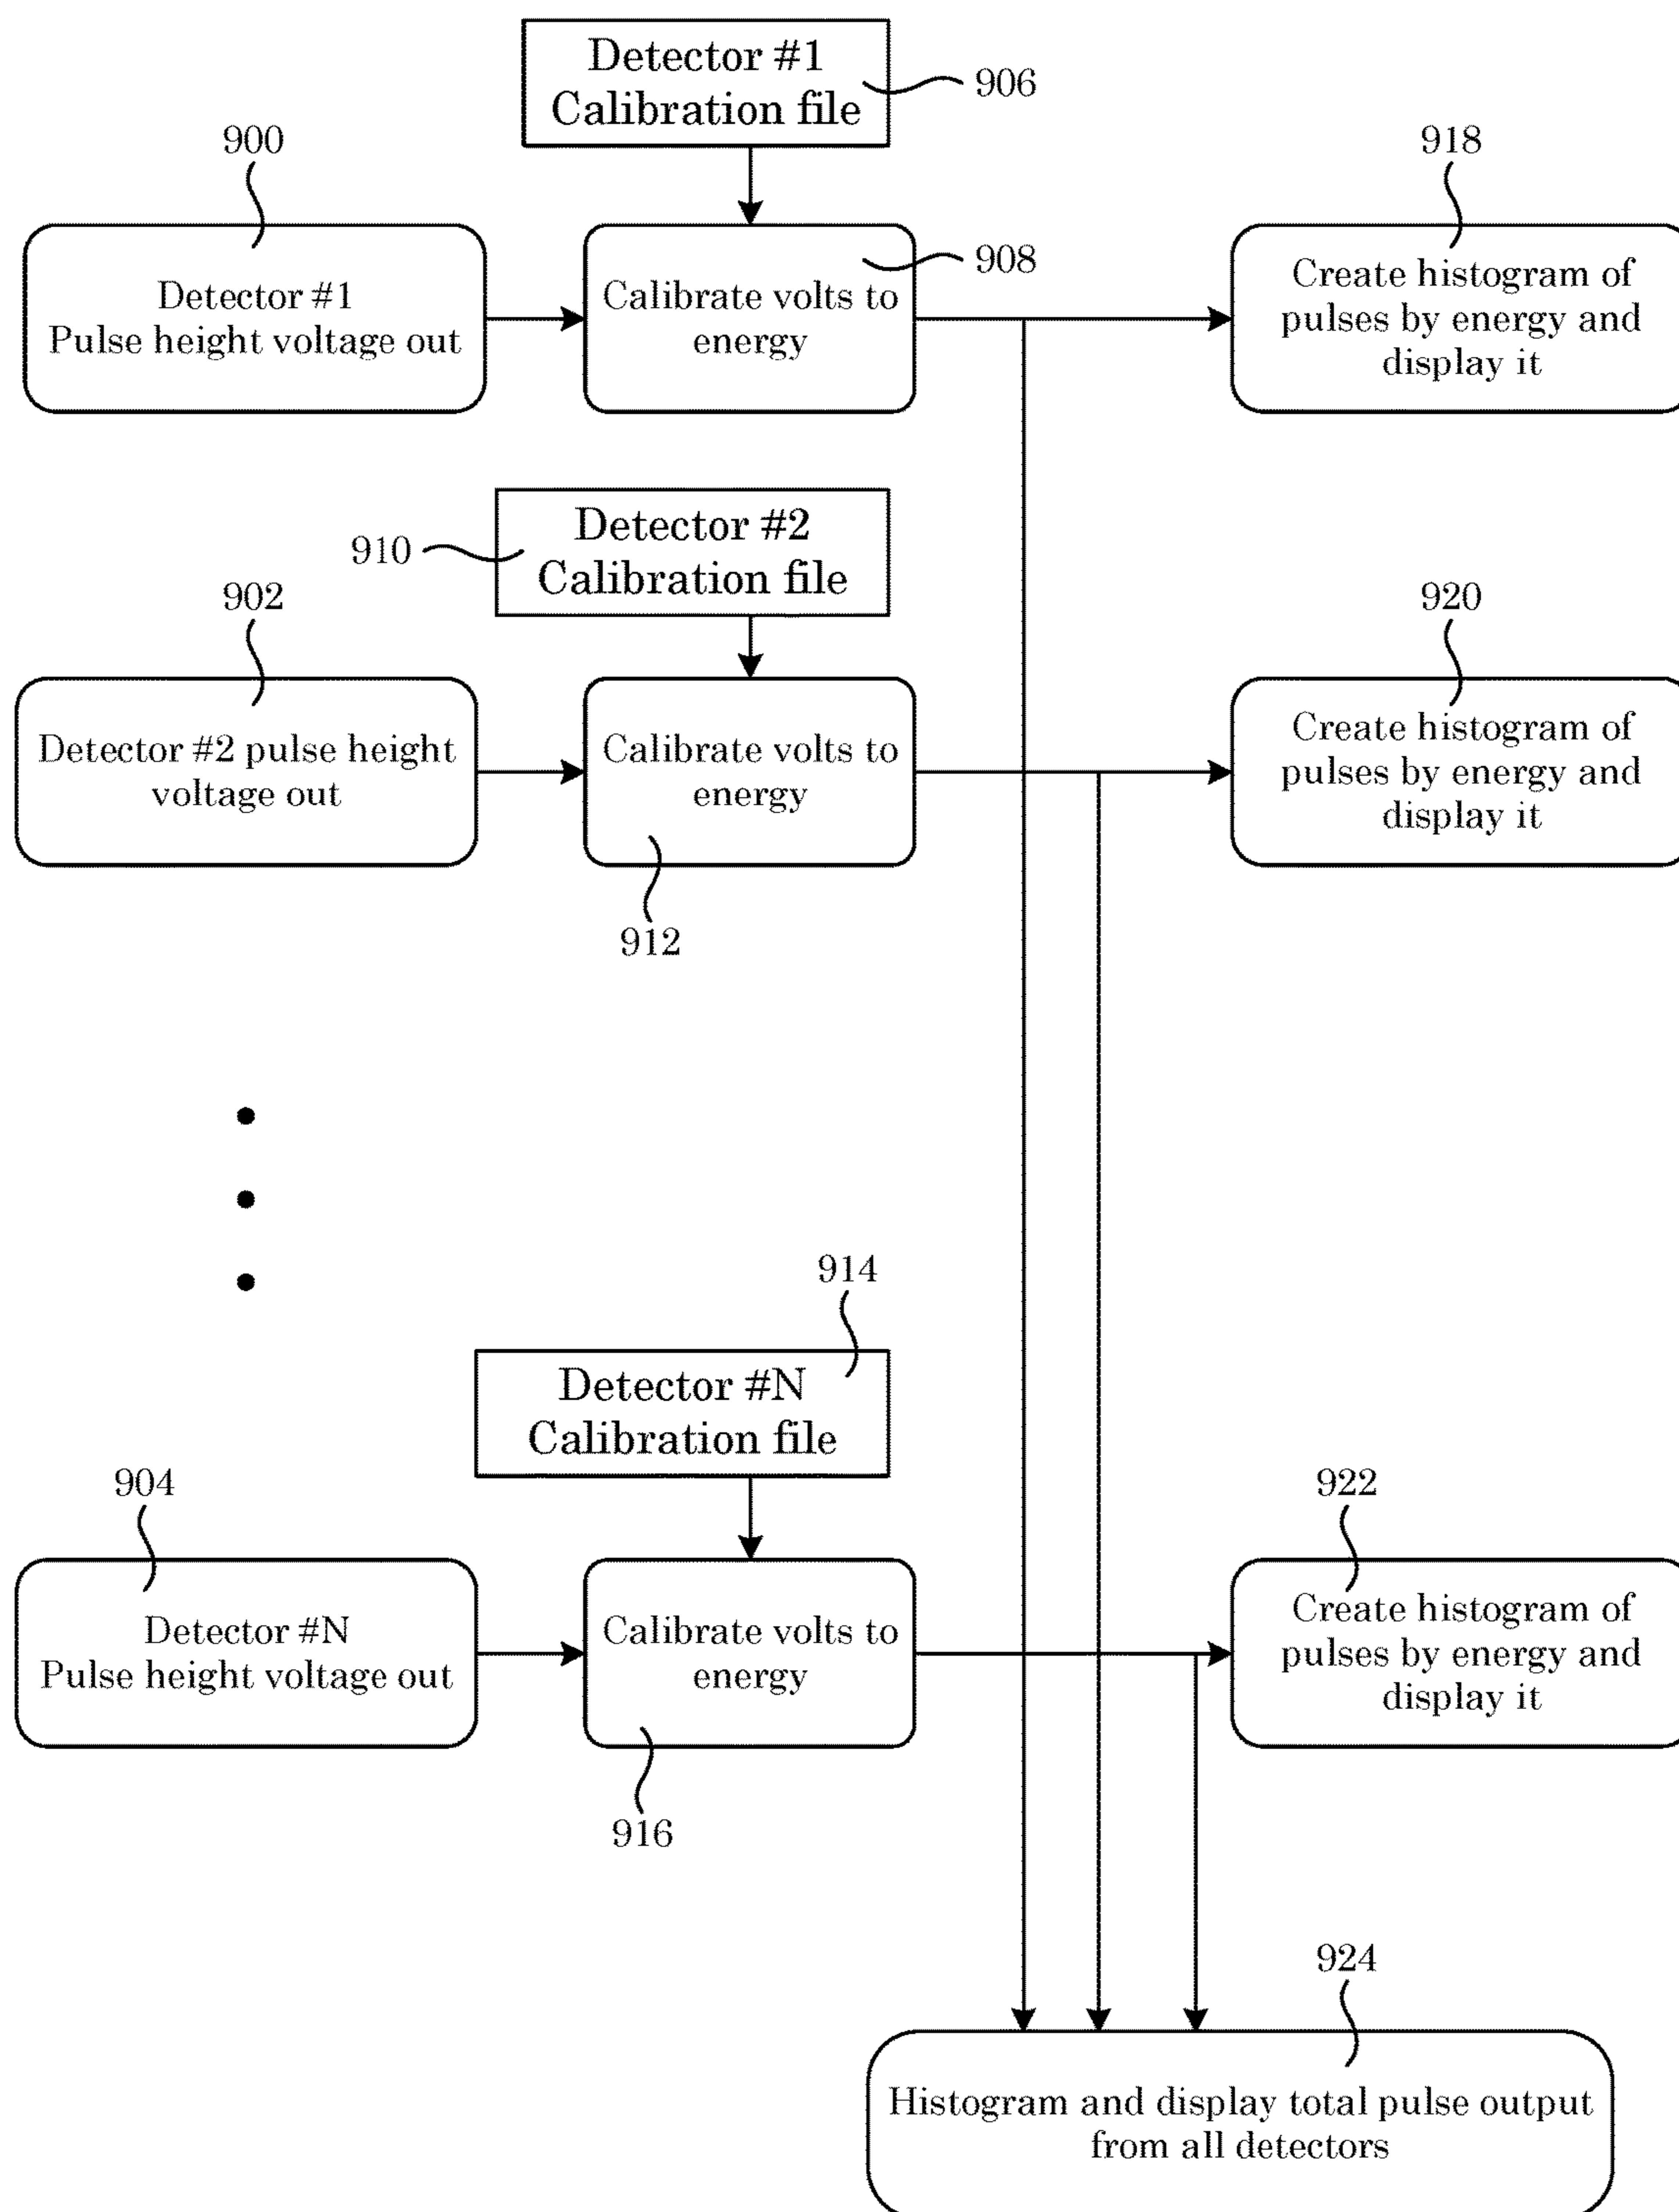 Detector #1
Calibration file
906
900
918
Detector #1
Pulse height voltage out
Calibrate volts to
energy
908
Create histogram of
pulses by energy and
display it
Detector #2
Calibration file
910
902
920
Detector #2 pulse height
voltage out
Calibrate volts to
energy
912
Create histogram of
pulses by energy and
display it
914
Detector #N
Calibration file
904
922
Detector #N
Pulse height voltage out
Calibrate volts to
energy
916
Create histogram of
pulses by energy and
display it
924
Histogram and display total pulse output
from all detectors